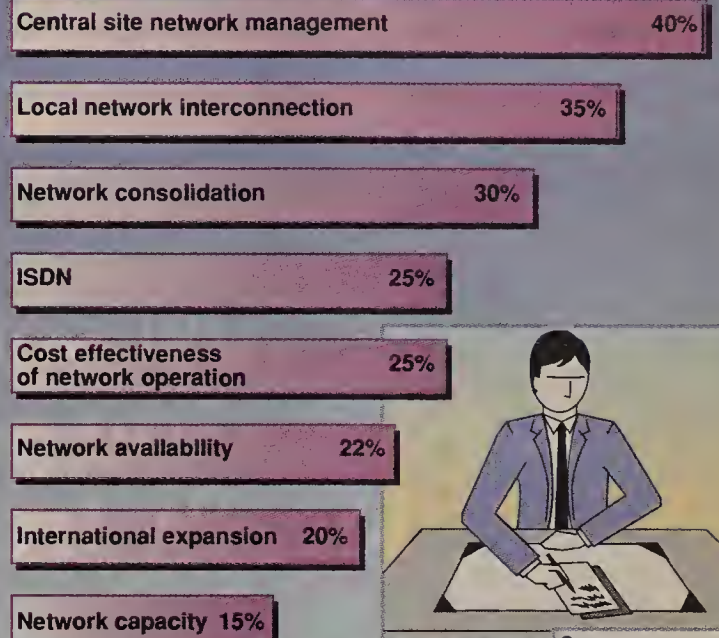 Central site network management 40%
Local network interconnection 35%
Network consolidation 30%
ISDN 25%
Cost effectiveness
of network operation 25%
Network availability 22%
International expansion 20%
Network capacity 15%